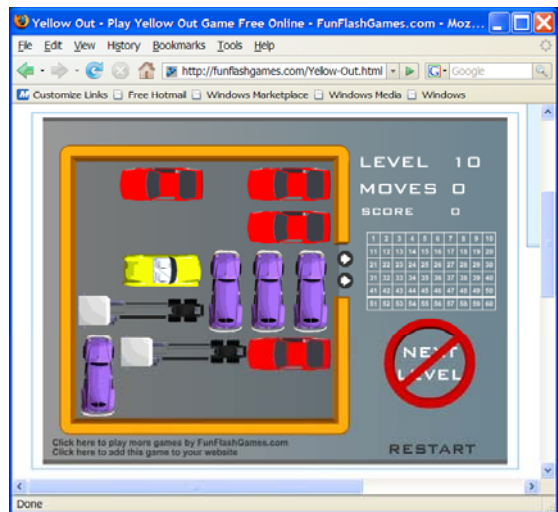 Yellow Out - Play Yellow Out Game Free Online - FunFlashGames.com - Moz...
File Edit View History Bookmarks Tools Help
http://funflashgames.com/Yellow-Out.html
G Google
Customize Links Free Hotmail Windows Marketplace Windows Media Windows
LEVEL 10
MOVES 0
SCORE 0
1 2 3 4 5 6 7 8 9 10
11 12 13 14 15 16 17 18 19 20
21 22 23 24 25 26 27 28 29 30
31 32 33 34 35 36 37 38 39 40
41 42 43 44 45 46 47 48 49 50
51 52 53 54 55 56 57 58 59 60
NEXT
LEVEL
Click here to play more games by FunFlashGames.com
Click here to add this game to your website
RESTART
Done